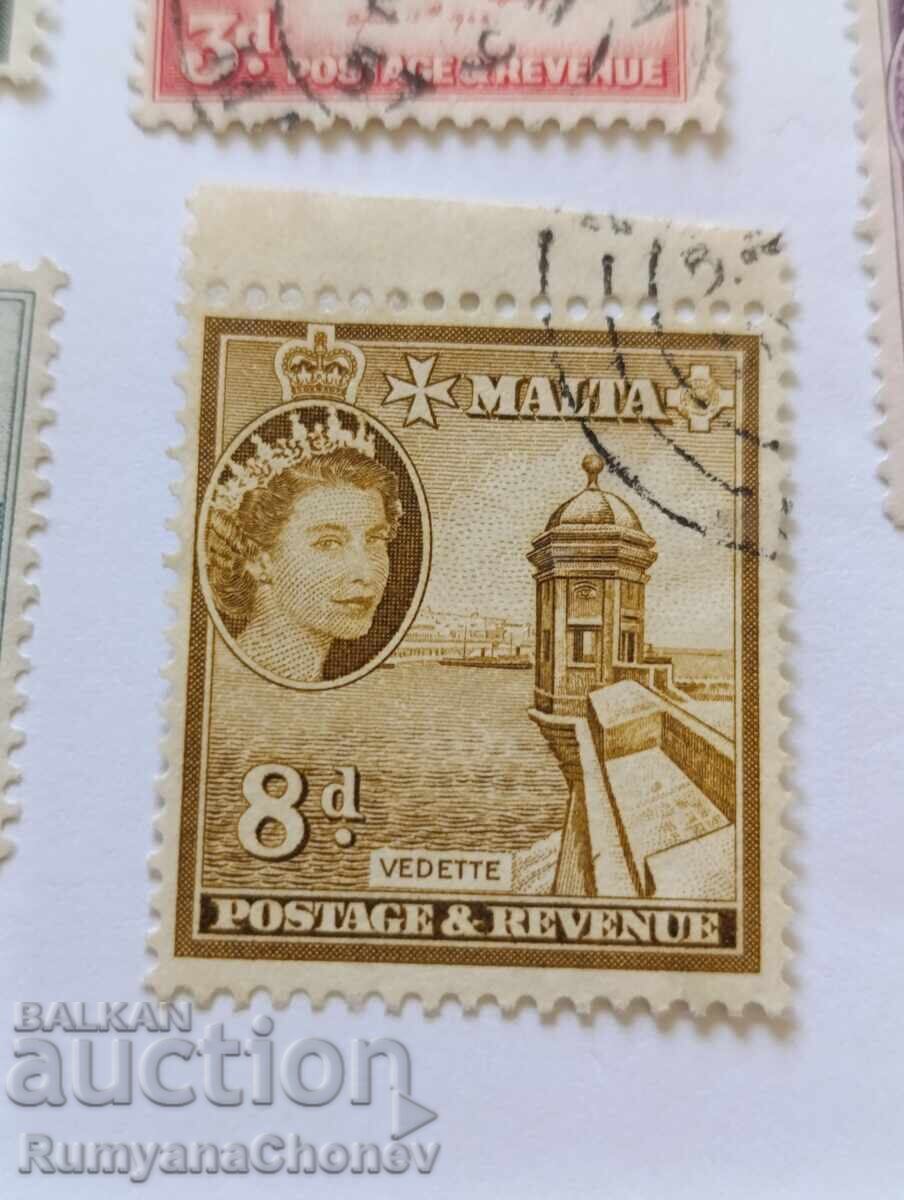 3d. POSTAGE & REVENUE
MALTA
8d.
VEDETTE
POSTAGE & REVENUE
BALKAN
auction
RumyanaChonev